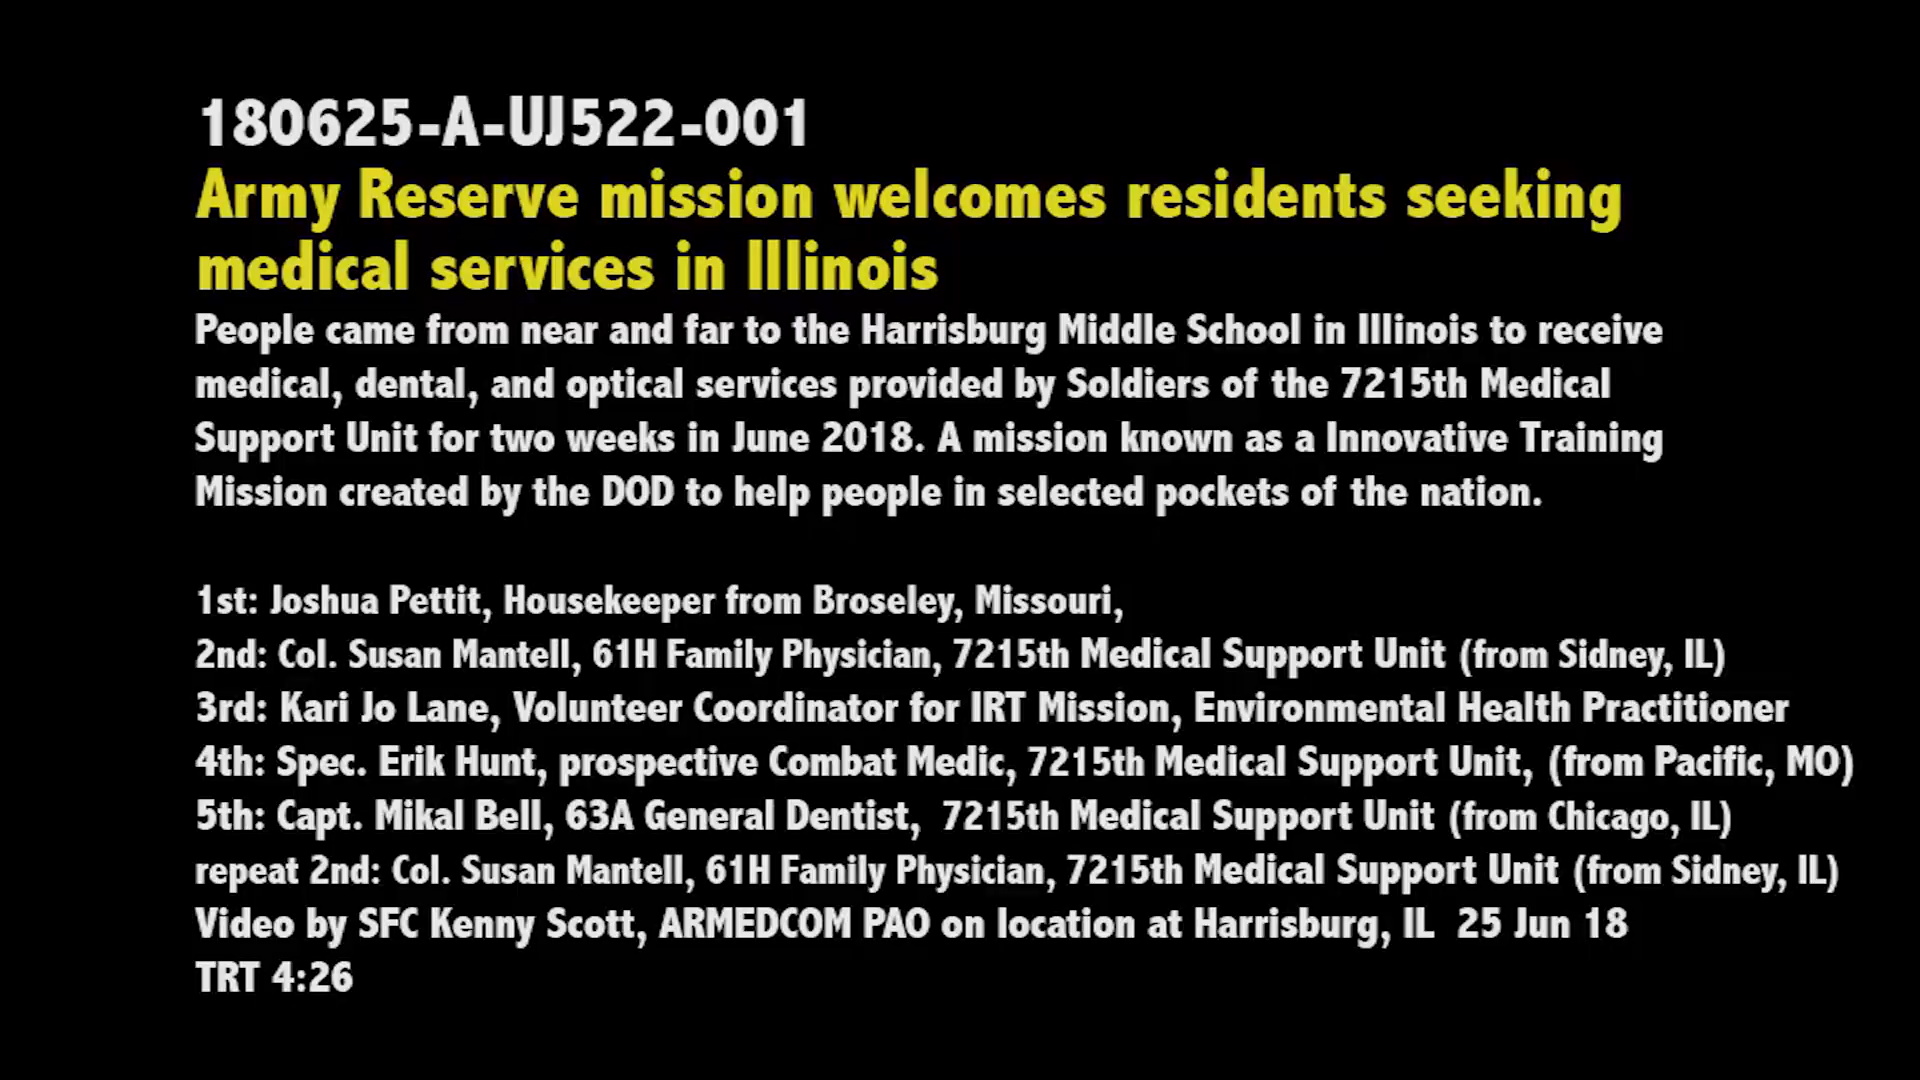 180625-A-UJ522-001
Army Reserve mission welcomes residents seeking
medical services in Illinois
People came from near and far to the Harrisburg Middle School in Illinois to receive
medical, dental, and optical services provided by Soldiers of the 7215th Medical
Support Unit for two weeks in June 2018. A mission known as a Innovative Training
Mission created by the DOD to help people in selected pockets of the nation.
1st: Joshua Pettit, Housekeeper from Broseley, Missouri,
2nd: Col. Susan Mantell, 61H Family Physician, 7215th Medical Support Unit (from Sidney, IL)
3rd: Kari Jo Lane, Volunteer Coordinator for IRT Mission, Environmental Health Practitioner
4th: Spec. Erik Hunt, prospective Combat Medic, 7215th Medical Support Unit, (from Pacific, MO)
5th: Capt. Mikal Bell, 63A General Dentist,  7215th Medical Support Unit (from Chicago, IL)
repeat 2nd: Col. Susan Mantell, 61H Family Physician, 7215th Medical Support Unit (from Sidney, IL)
Video by SFC Kenny Scott, ARMEDCOM PAO on location at Harrisburg, IL  25 Jun 18
TRT 4:26